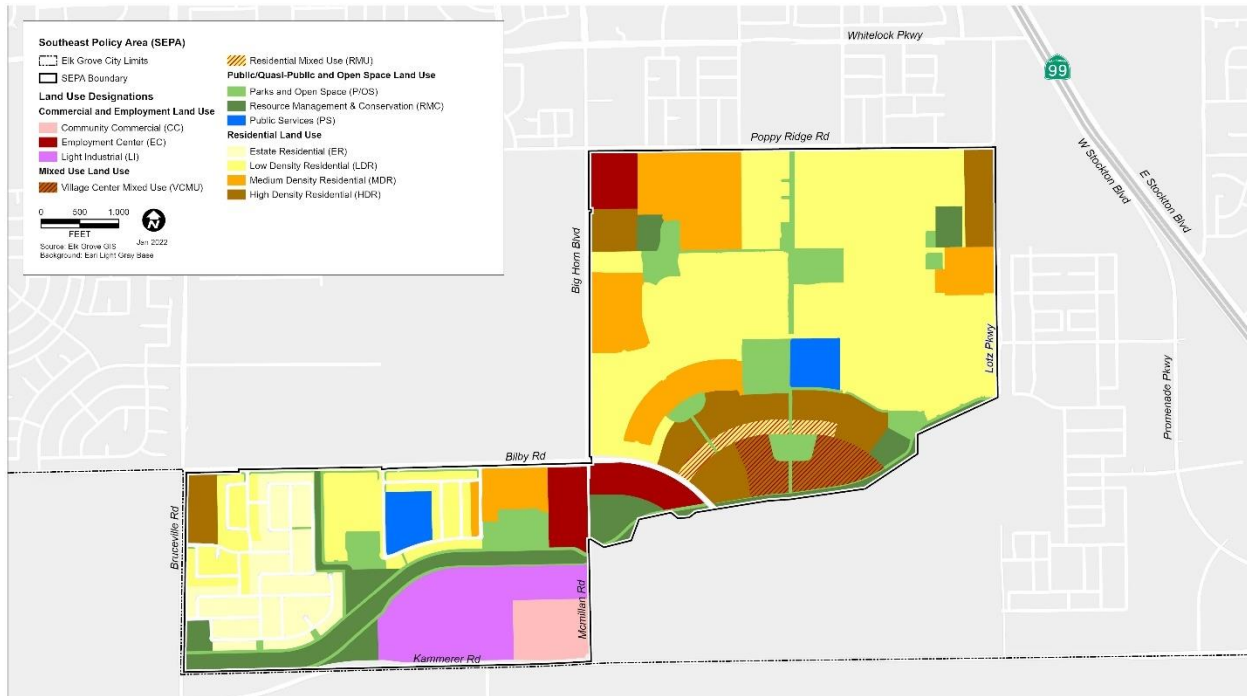 Southeast Policy Area (SEPA)
Elk Grove City Limits
SEPA Boundary
Land Use Designations
Commercial and Employment Land Use
Community Commercial (CC)
Employment Center (EC)
Light Industrial (LI)
Mixed Use Land Use
Village Center Mixed Use (VCMU)
Residential Mixed Use (RMU)
Public/Quasi-Public and Open Space Land Use
Parks and Open Space (P/OS)
Resource Management & Conservation (RMC)
Public Services (PS)
Residential Land Use
Estate Residential (ER)
Low Density Residential (LDR)
Medium Density Residential (MDR)
High Density Residential (HDR)
0 500 1,000
FEET
N
Jan 2022
Source: Elk Grove GIS
Background: Esri Light Gray Base
Whitelock Pkwy
99
Poppy Ridge Rd
W Stockton Blvd
E Stockton Blvd
Big Horn Blvd
Lotz Pkwy
Promenade Pkwy
Bilby Rd
Bruceville Rd
Mcmillan Rd
Kammerer Rd